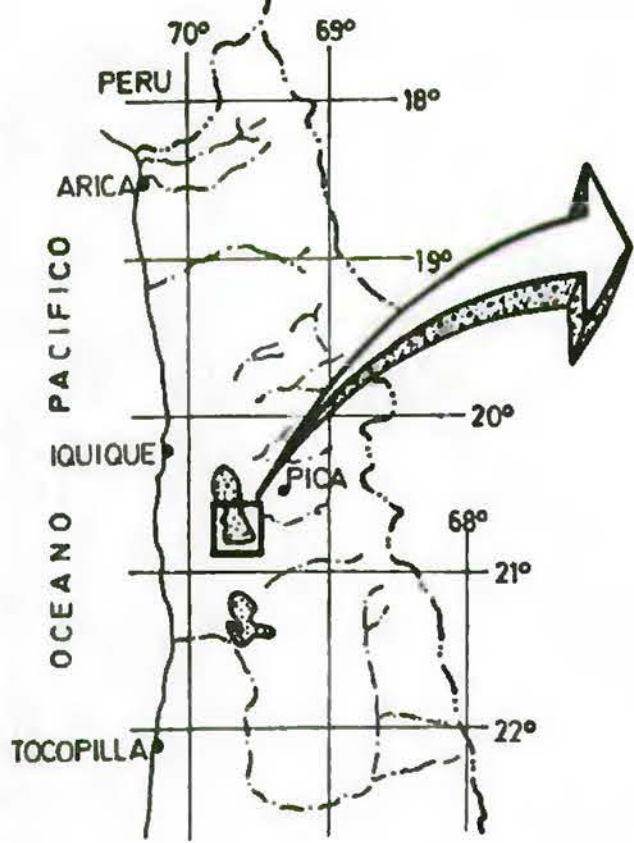 70° 69°
PERU
18°
ARICA
19°
OCEANO PACIFICO
20°
IQUIQUE
PICA
68°
21°
22°
TOCOPILLA